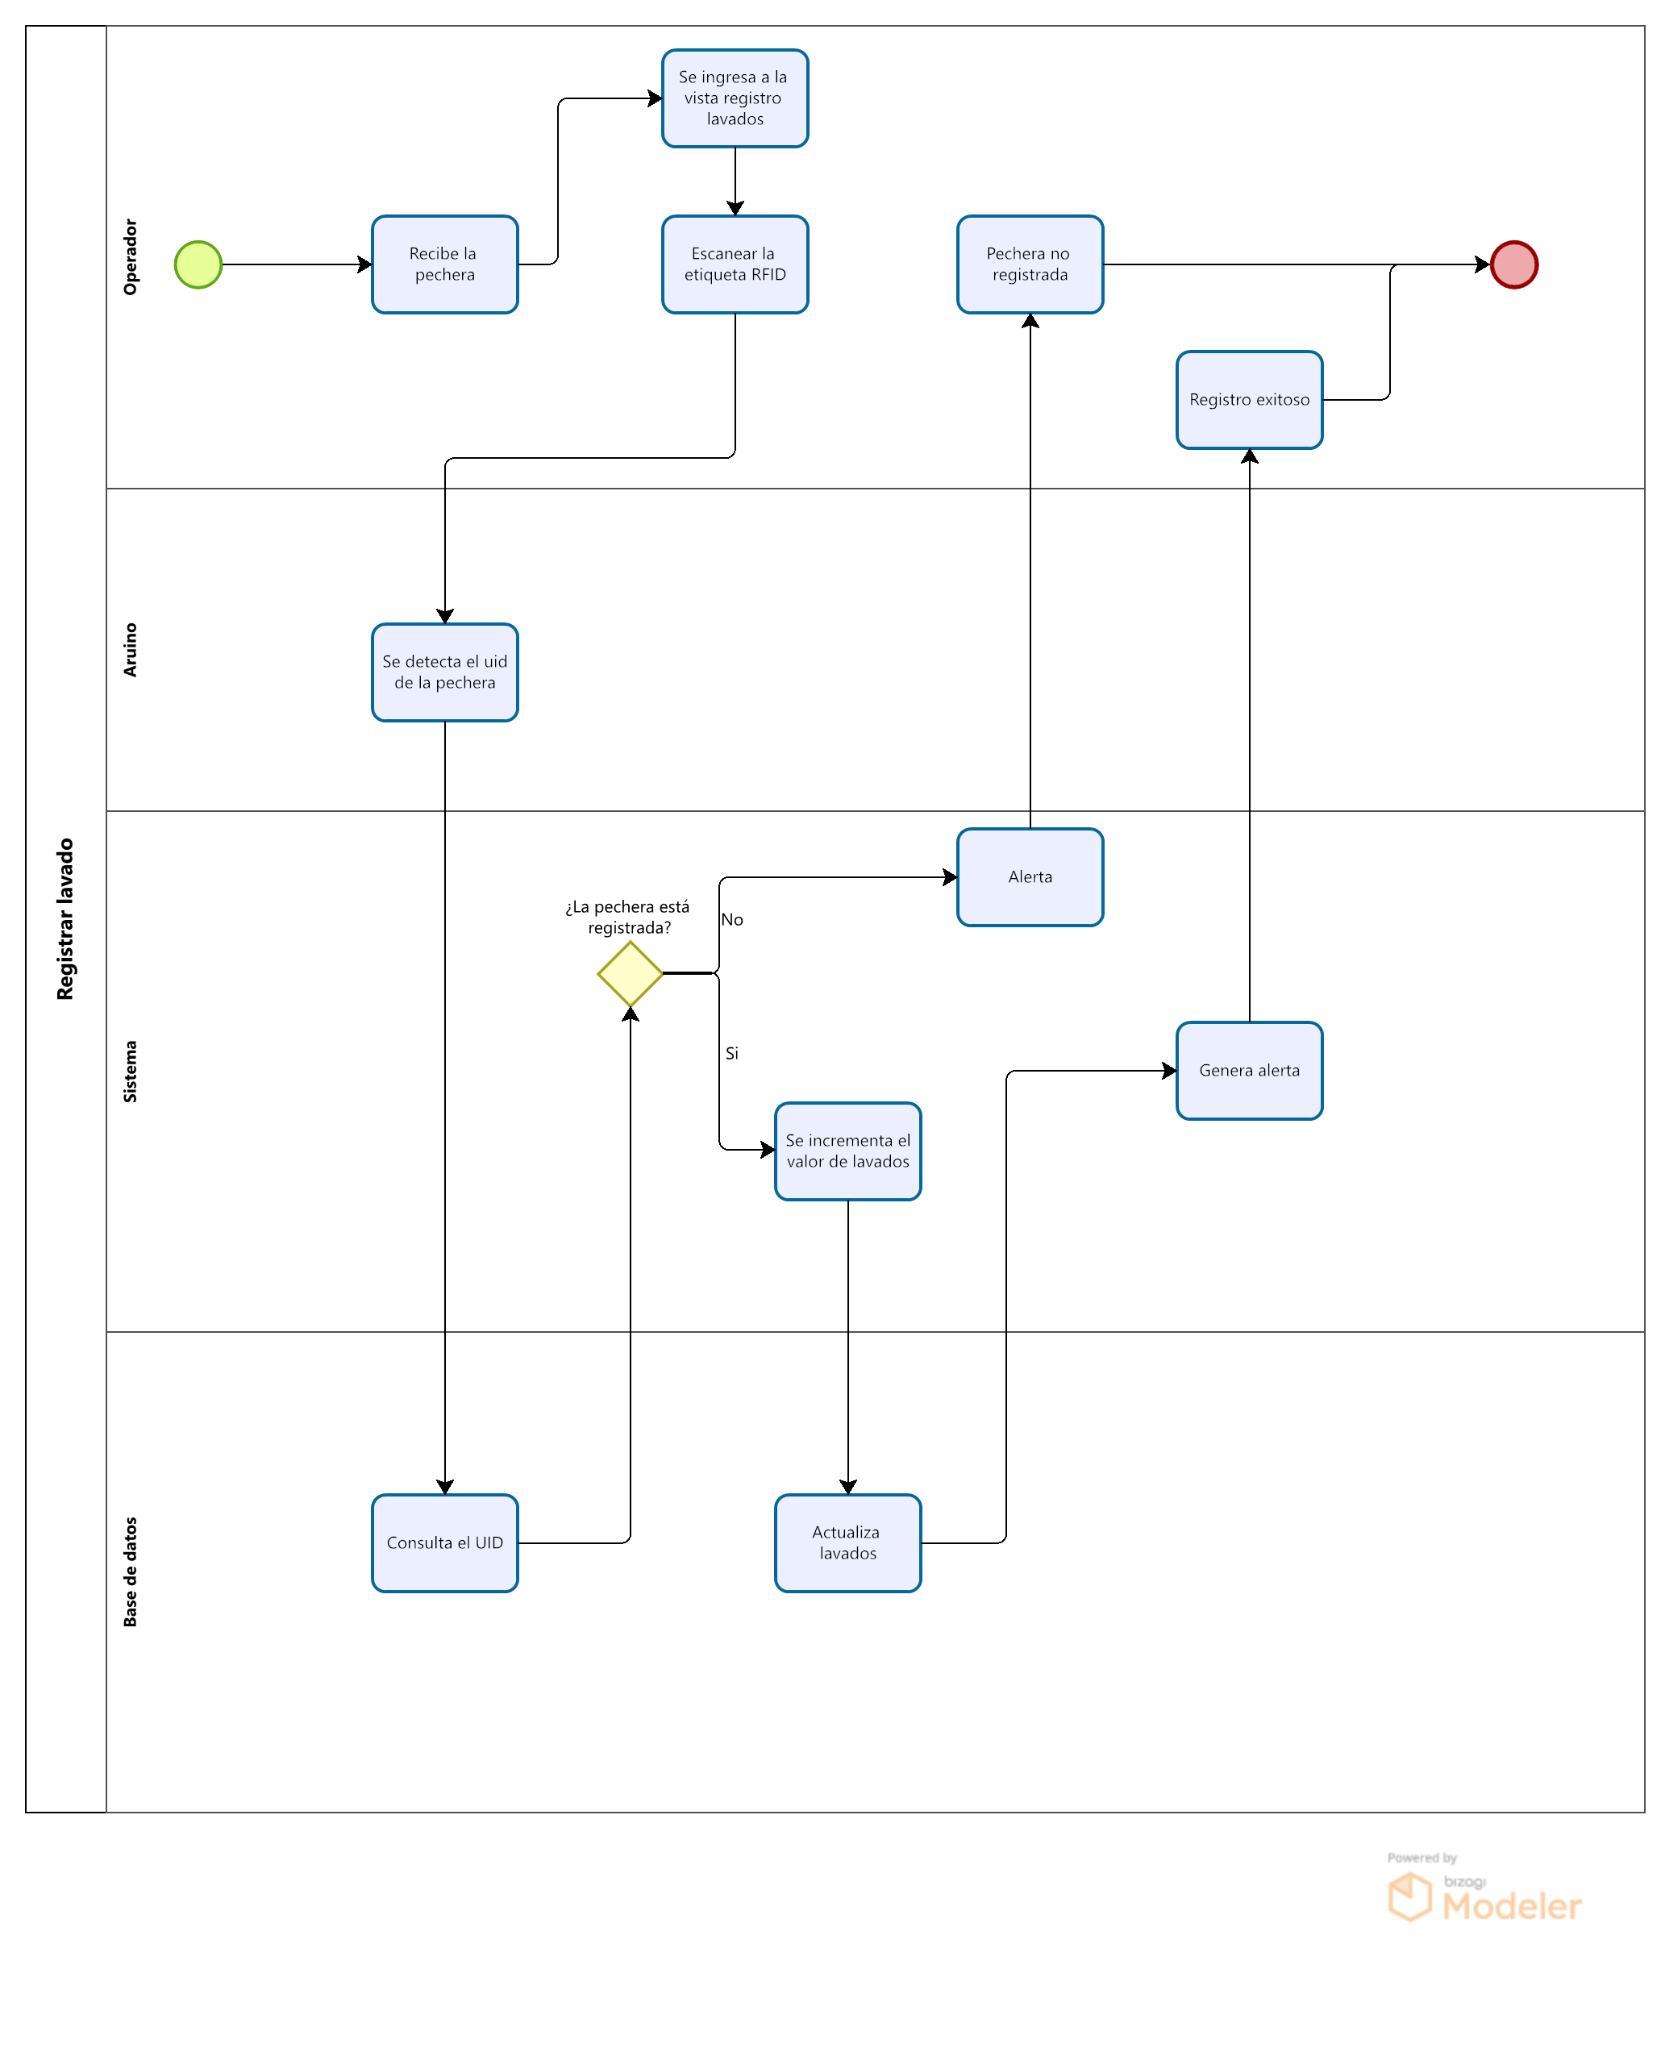 Registrar lavado
Operador
Se ingresa a la
vista registro
lavados
Recibe la
pechera
Escanear la
etiqueta RFID
Pechera no
registrada
Registro exitoso
Aruino
Se detecta el uid
de la pechera
Sistema
Alerta
¿La pechera está
registrada?
No
Si
Genera alerta
Se incrementa el
valor de lavados
Base de datos
Consulta el UID
Actualiza
lavados
Powered by
bizagi
Modeler